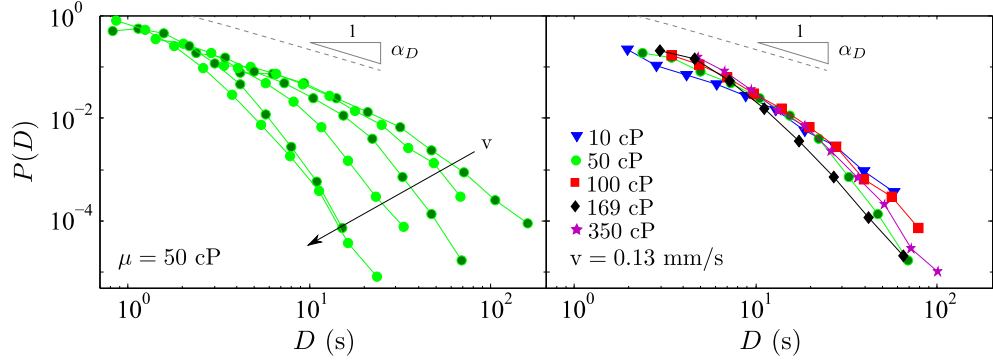 10^0
10^{-2}
10^{-4}
P(D)
1
α_D
v
μ = 50 cP
10^0
10^1
10^2
D (s)
1
α_D
10 cP
50 cP
100 cP
169 cP
350 cP
v = 0.13 mm/s
10^0
10^1
10^2
D (s)